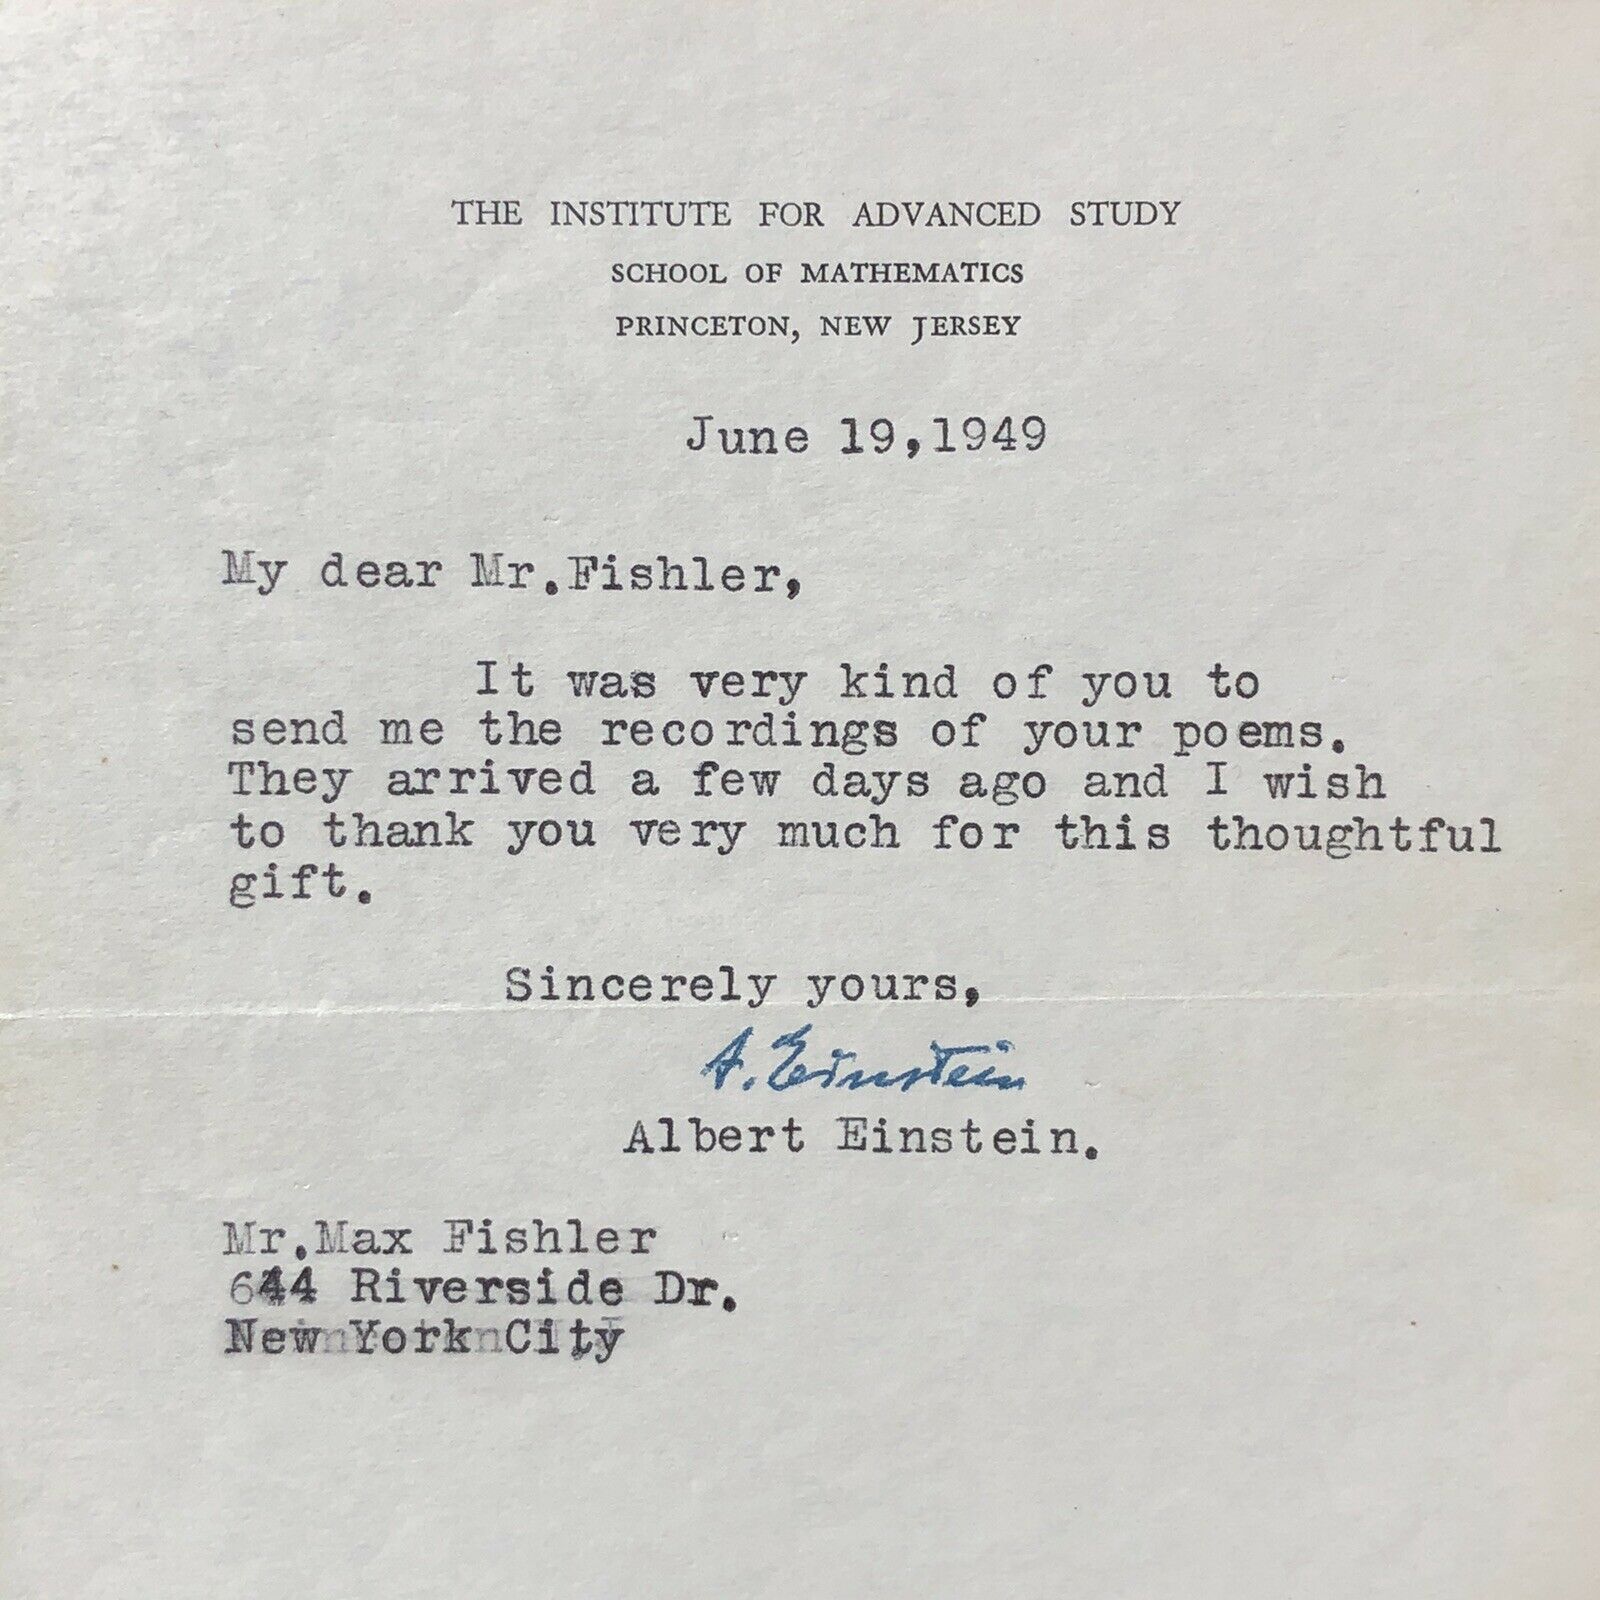 THE INSTITUTE FOR ADVANCED STUDY
SCHOOL OF MATHEMATICS
PRINCETON, NEW JERSEY
June 19,1949
My dear Mr.Fishler,
It was very kind of you to
send me the recordings of your poems.
They arrived a few days ago and I wish
to thank you very much for this thoughtful
gift.
Sincerely yours,
A. Einstein
Albert Einstein.
Mr.Max Fishler
644 Riverside Dr.
New York City